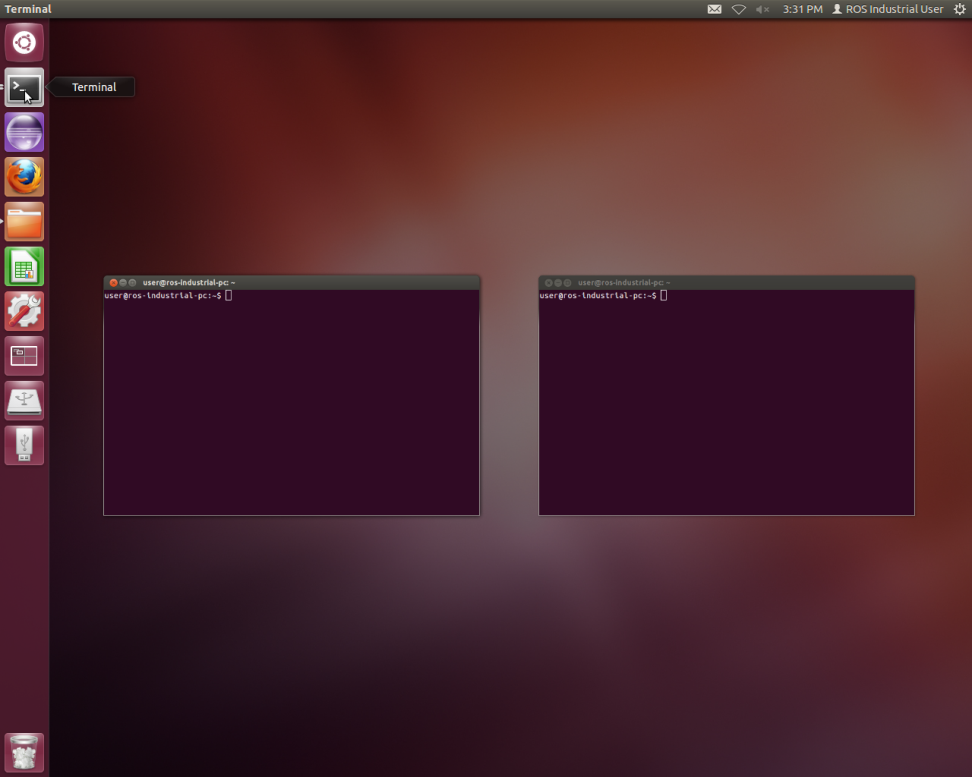 Terminal
3:31 PM ROS Industrial User
>_
Terminal
user@ros-industrial-pc: ~
user@ros-industrial-pc:~$
user@ros-industrial-pc: ~
user@ros-industrial-pc:~$